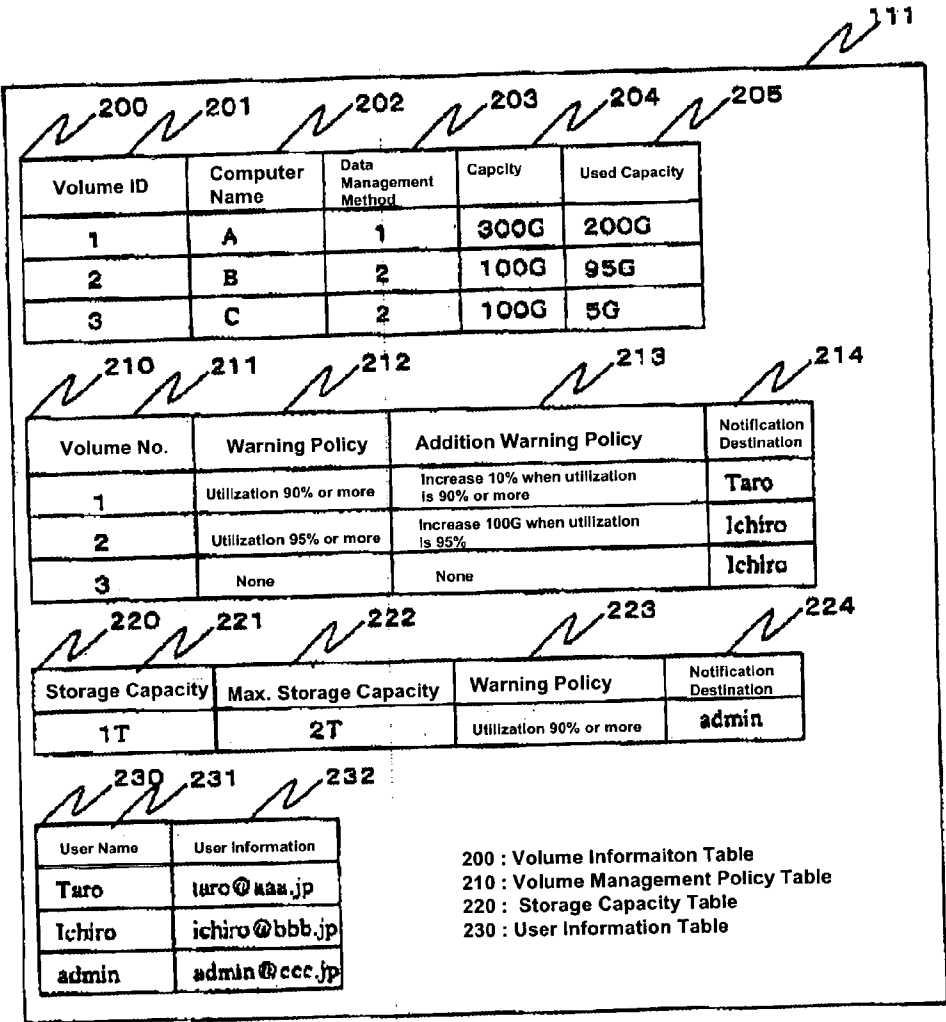 111
200 201 202 203 204 205
Volume ID Computer Name Data Management Method Capcity Used Capacity
1 A 1 300G 200G
2 B 2 100G 95G
3 C 2 100G 5G
210 211 212 213 214
Volume No. Warning Policy Addition Warning Policy Notification Destination
1 Utilization 90% or more Increase 10% when utilization is 90% or more Taro
2 Utilization 95% or more Increase 100G when utilization is 95% Ichiro
3 None None Ichiro
220 221 222 223 224
Storage Capacity Max. Storage Capacity Warning Policy Notification Destination
1T 2T Utilization 90% or more admin
230 231 232
User Name User Information
Taro taro@aaa.jp
Ichiro ichiro@bbb.jp
admin admin@ccc.jp
200 : Volume Informaiton Table
210 : Volume Management Policy Table
220 : Storage Capacity Table
230 : User Information Table